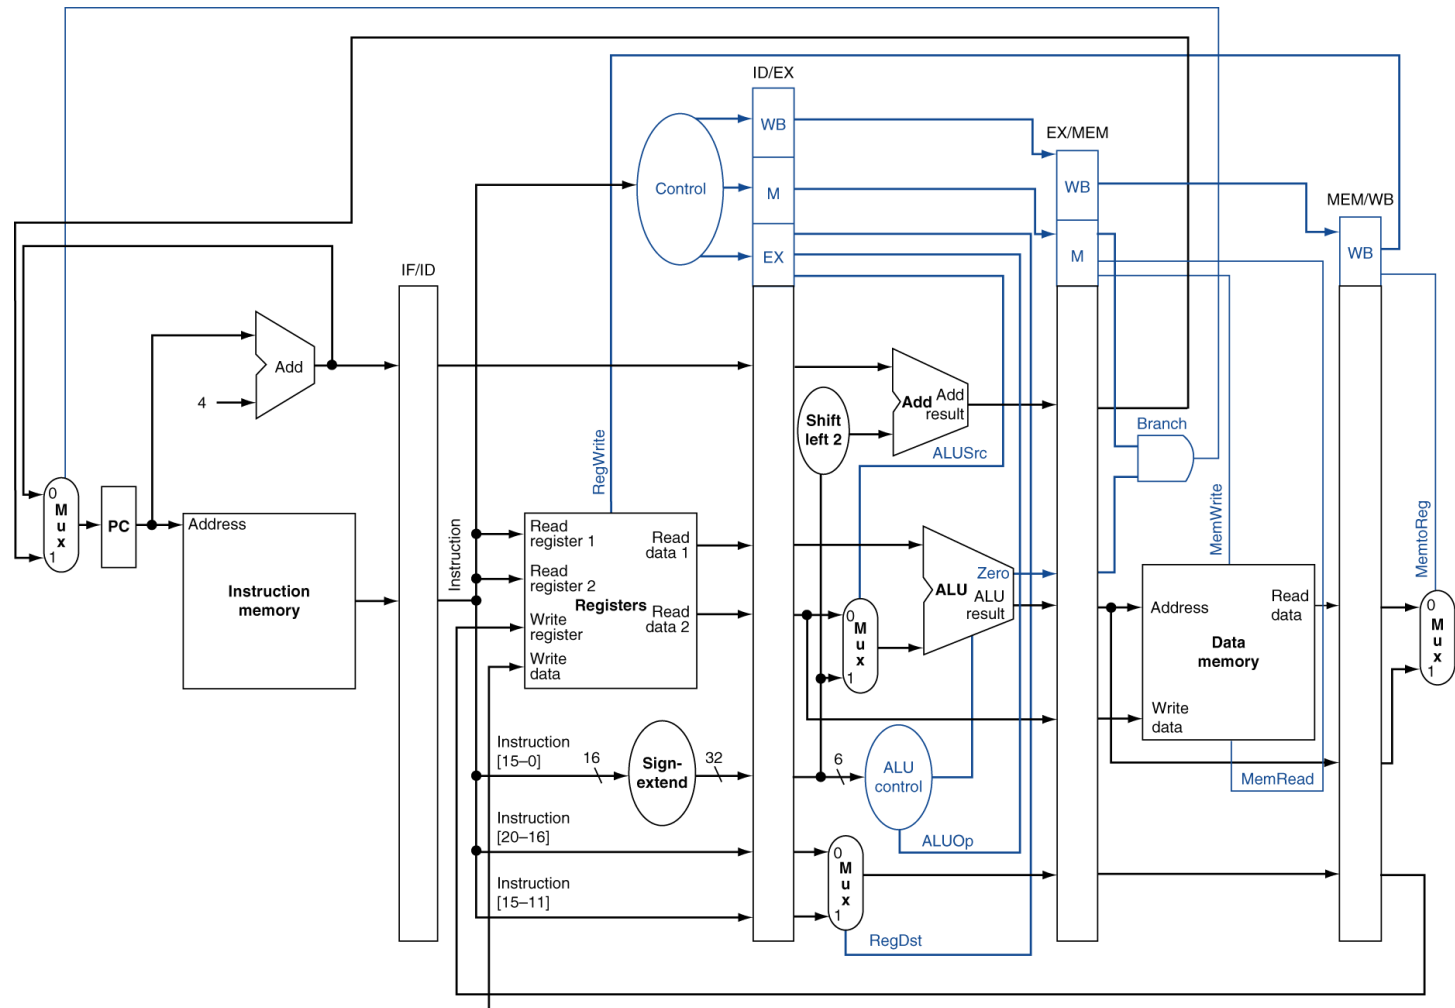 ID/EX
WB
EX/MEM
Control
M
WB
MEM/WB
EX
M
WB
IF/ID
Add
4
Shift
left 2
Add
Add
result
ALUSrc
Branch
RegWrite
MemWrite
MemtoReg
0
M
u
x
1
PC
Address
Instruction
memory
Instruction
Read
register 1
Read
register 2
Write
register
Write
data
Registers
Read
data 1
Read
data 2
0
M
u
x
1
Zero
ALU
ALU
result
Address
Read
data
Data
memory
Write
data
0
M
u
x
1
Instruction
[15–0]
16
Sign-
extend
32
6
ALU
control
MemRead
Instruction
[20–16]
ALUOp
0
M
u
x
1
Instruction
[15–11]
RegDst